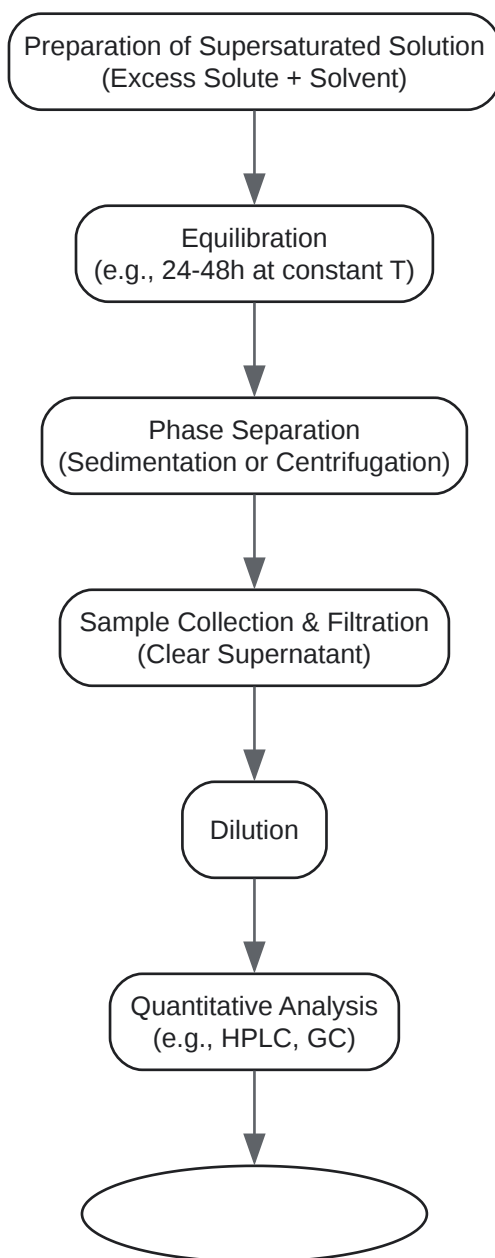 Preparation of Supersaturated Solution
(Excess Solute + Solvent)
Equilibration
(e.g., 24-48h at constant T)
Phase Separation
(Sedimentation or Centrifugation)
Sample Collection & Filtration
(Clear Supernatant)
Dilution
Quantitative Analysis
(e.g., HPLC, GC)